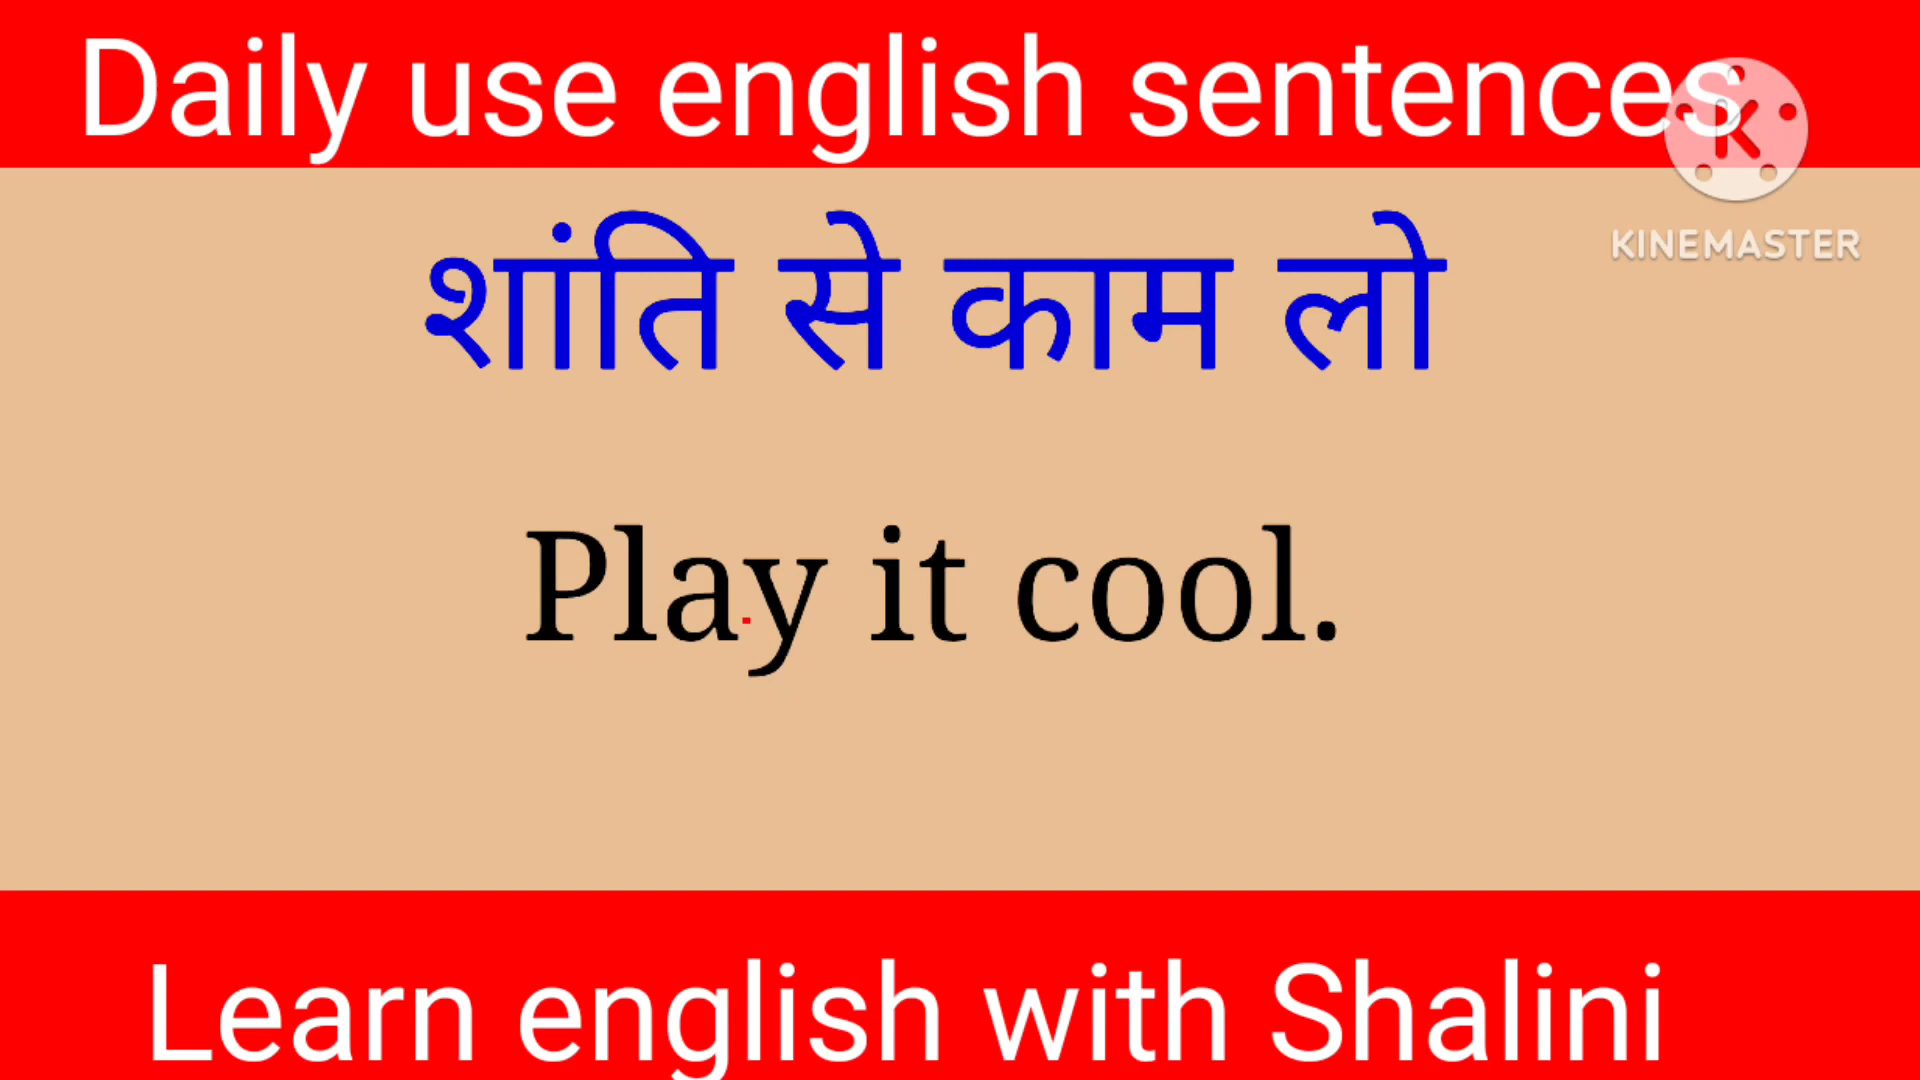 Daily use english sentences
K
KINEMASTER
शांति से काम लो
Play it cool.
Learn english with Shalini